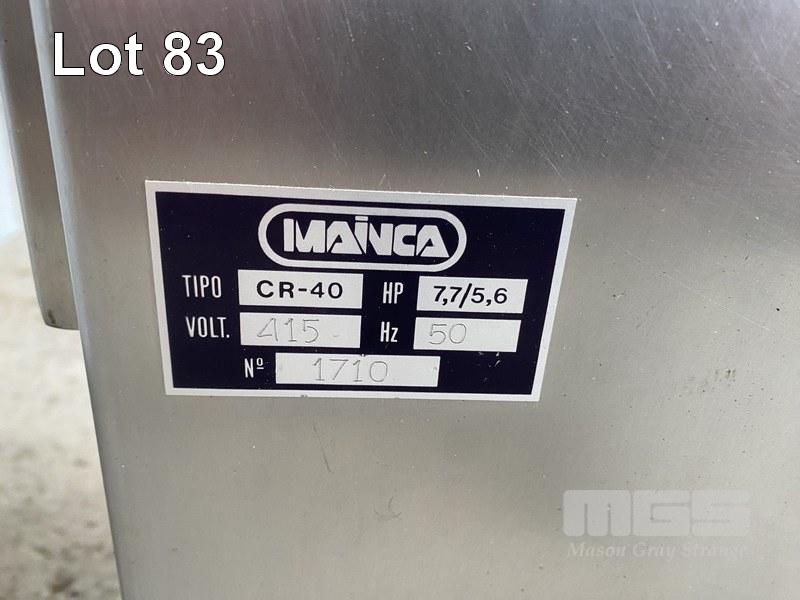 Lot 83
MAINCA
TIPO CR-40 HP 7,7/5,6
VOLT. 415 Hz 50
Nº 1710
MGS
Mason Gray Strange